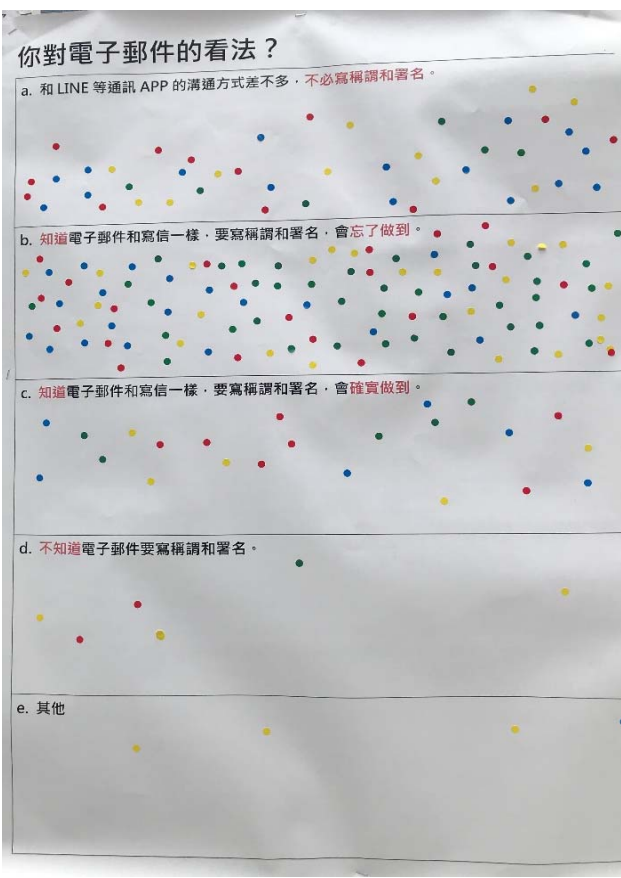 你對電子郵件的看法？
a. 和 LINE 等通訊 APP 的溝通方式差不多，不必寫稱謂和署名。
b. 知道電子郵件和寫信一樣，要寫稱謂和署名，會忘了做到。
c. 知道電子郵件和寫信一樣，要寫稱謂和署名，會確實做到。
d. 不知道電子郵件要寫稱謂和署名。
e. 其他